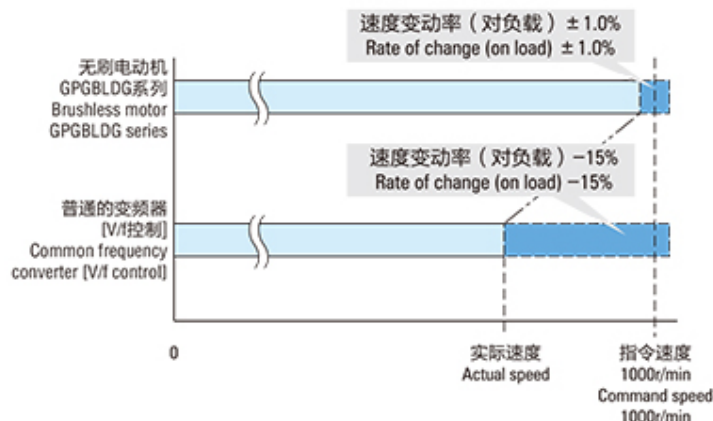 速度变动率（对负载）±1.0%
Rate of change (on load) ±1.0%
无刷电动机
GPGBLDG系列
Brushless motor
GPGBLDG series
速度变动率（对负载）−15%
Rate of change (on load) −15%
普通的变频器
[V/f控制]
Common frequency
converter [V/f control]
0
实际速度
Actual speed
指令速度
1000r/min
Command speed
1000r/min